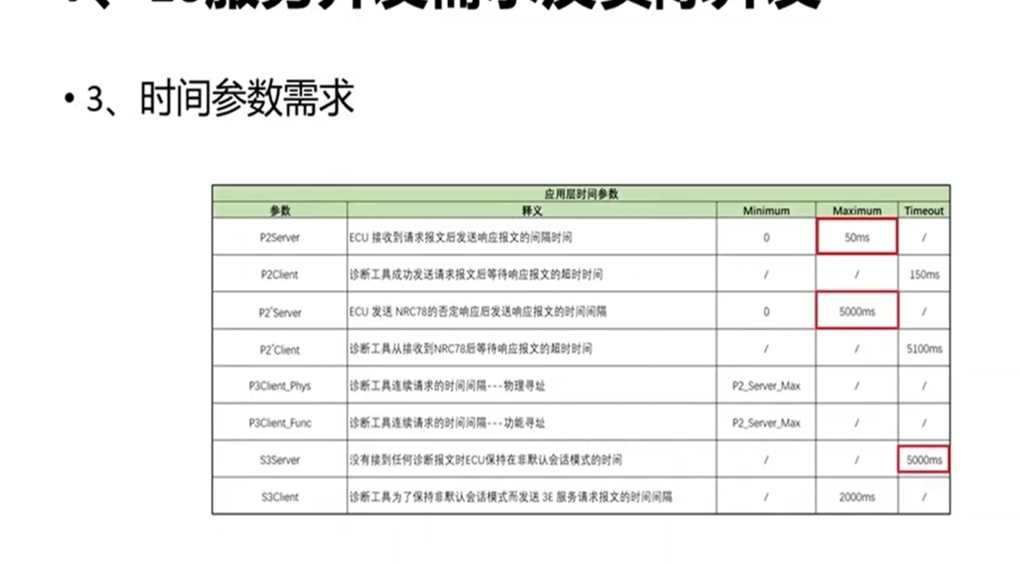 • 3、时间参数需求
应用层时间参数
参数 释义 Minimum Maximum Timeout
P2Server ECU 接收到请求报文后发送响应报文的间隔时间 0 50ms /
P2Client 诊断工具成功发送请求报文后等待响应报文的超时时间 / / 150ms
P2*Server ECU 发送 NRC78的否定响应后发送响应报文的时间间隔 0 5000ms /
P2*Client 诊断工具从接收到NRC78后等待响应报文的超时时间 / / 5100ms
P3Client_Phys 诊断工具连续请求的时间间隔---物理寻址 P2_Server_Max / /
P3Client_Func 诊断工具连续请求的时间间隔---功能寻址 P2_Server_Max / /
S3Server 没有接到任何诊断报文时ECU保持在非默认会话模式的时间 / / 5000ms
S3Client 诊断工具为了保持非默认会话模式而发送 3E 服务请求报文的时间间隔 / 2000ms /